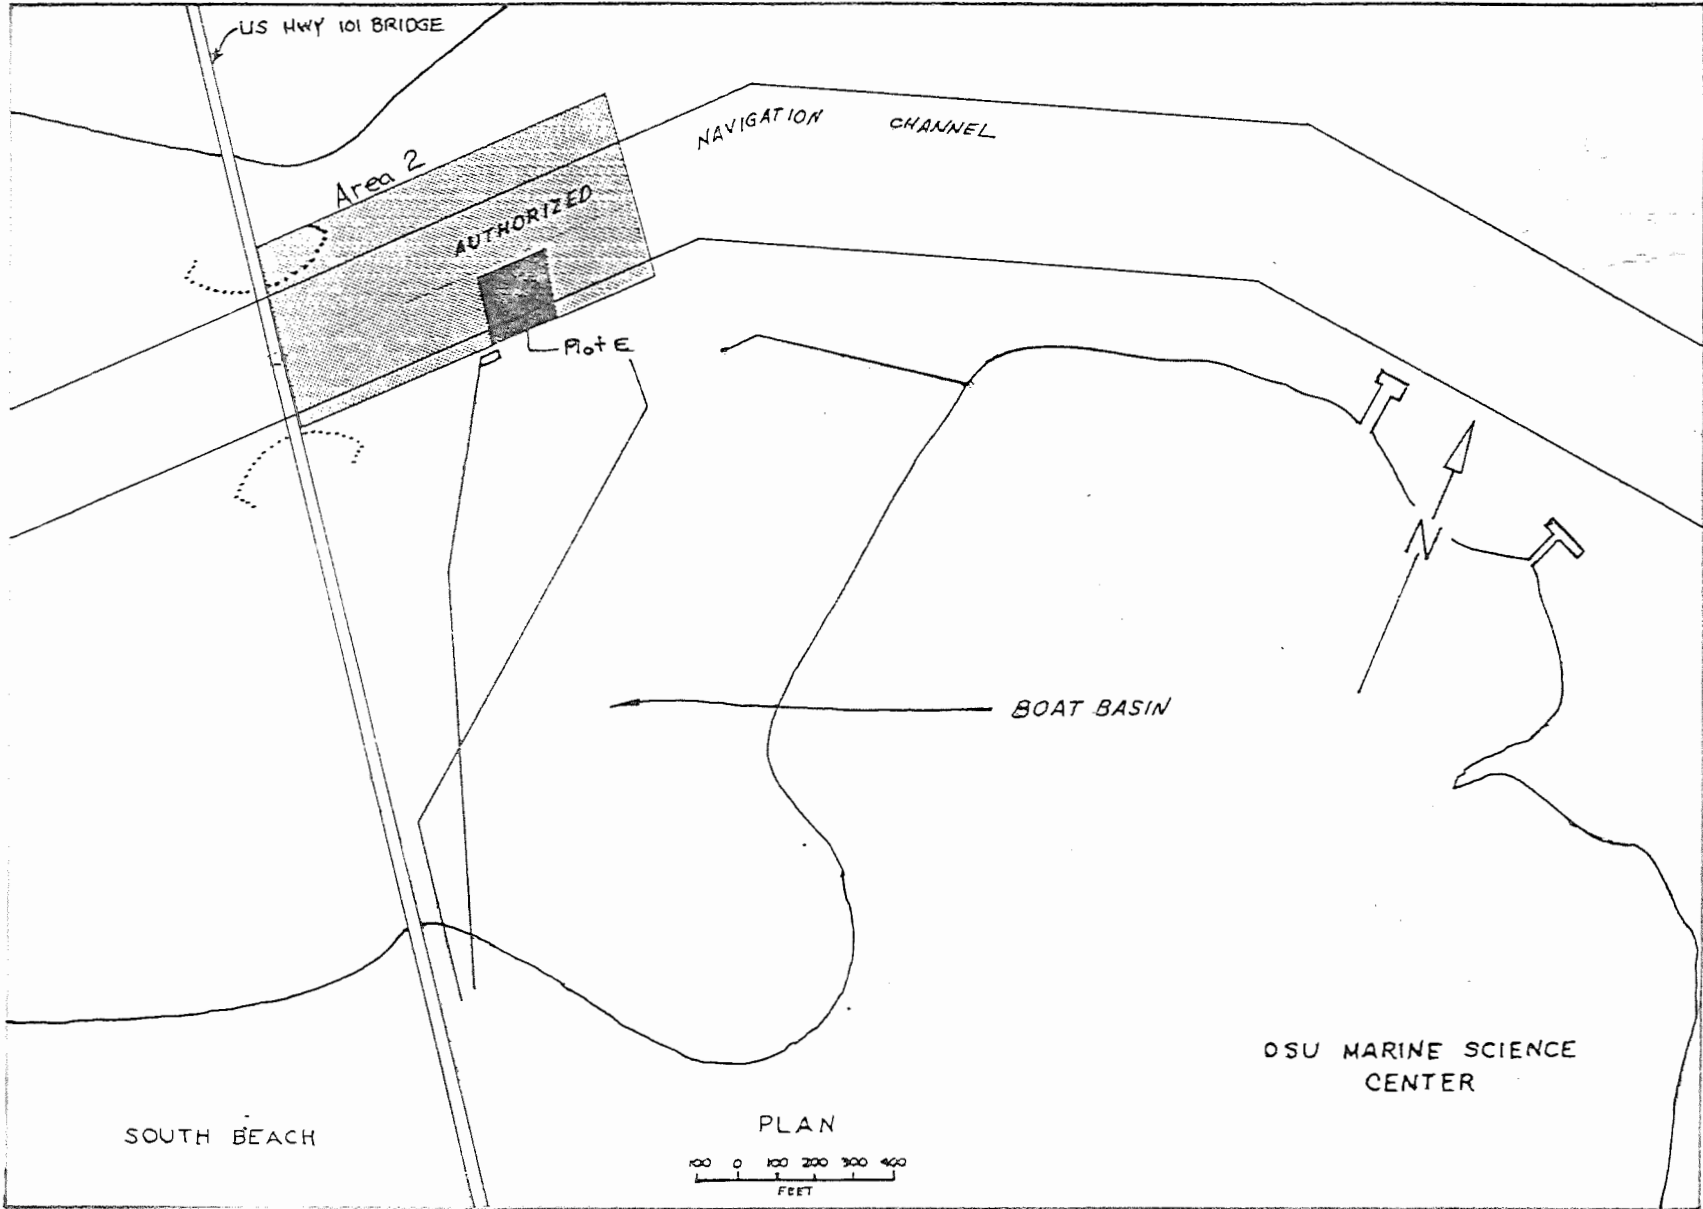 US HWY 101 BRIDGE
NAVIGATION CHANNEL
Area 2
AUTHORIZED
Plot E
N
BOAT BASIN
OSU MARINE SCIENCE
CENTER
SOUTH BEACH
PLAN
100 0 100 200 300 400
FEET